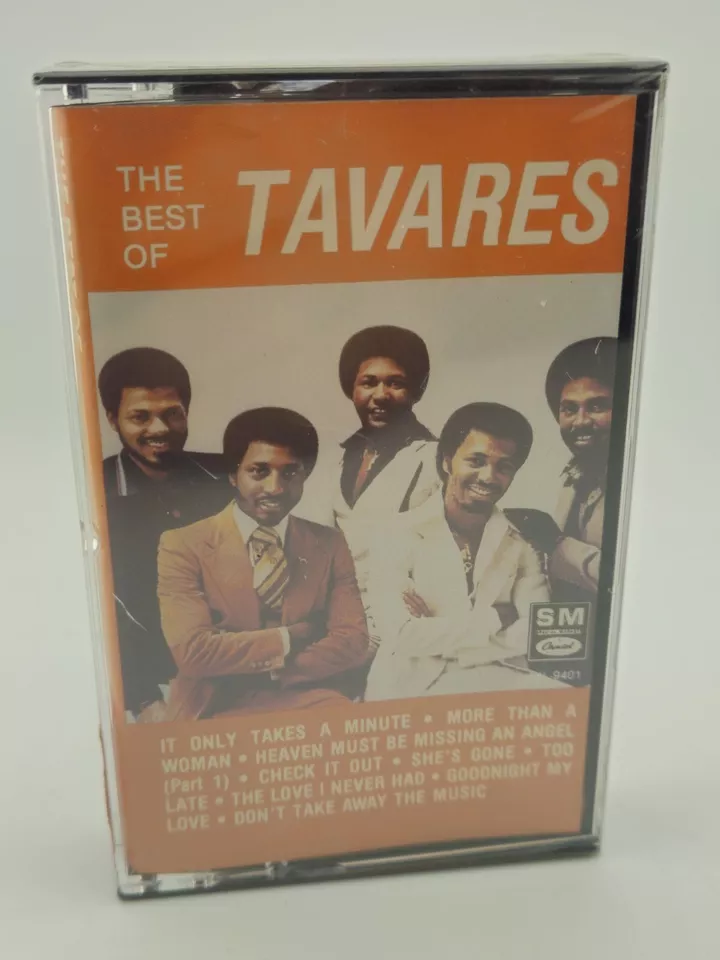 THE
BEST
OF
TAVARES
SM
Capitol
9401
IT ONLY TAKES A MINUTE • MORE THAN A
WOMAN • HEAVEN MUST BE MISSING AN ANGEL
(Part 1) • CHECK IT OUT • SHE'S GONE • TOO
LATE • THE LOVE I NEVER HAD • GOODNIGHT MY
LOVE • DON'T TAKE AWAY THE MUSIC